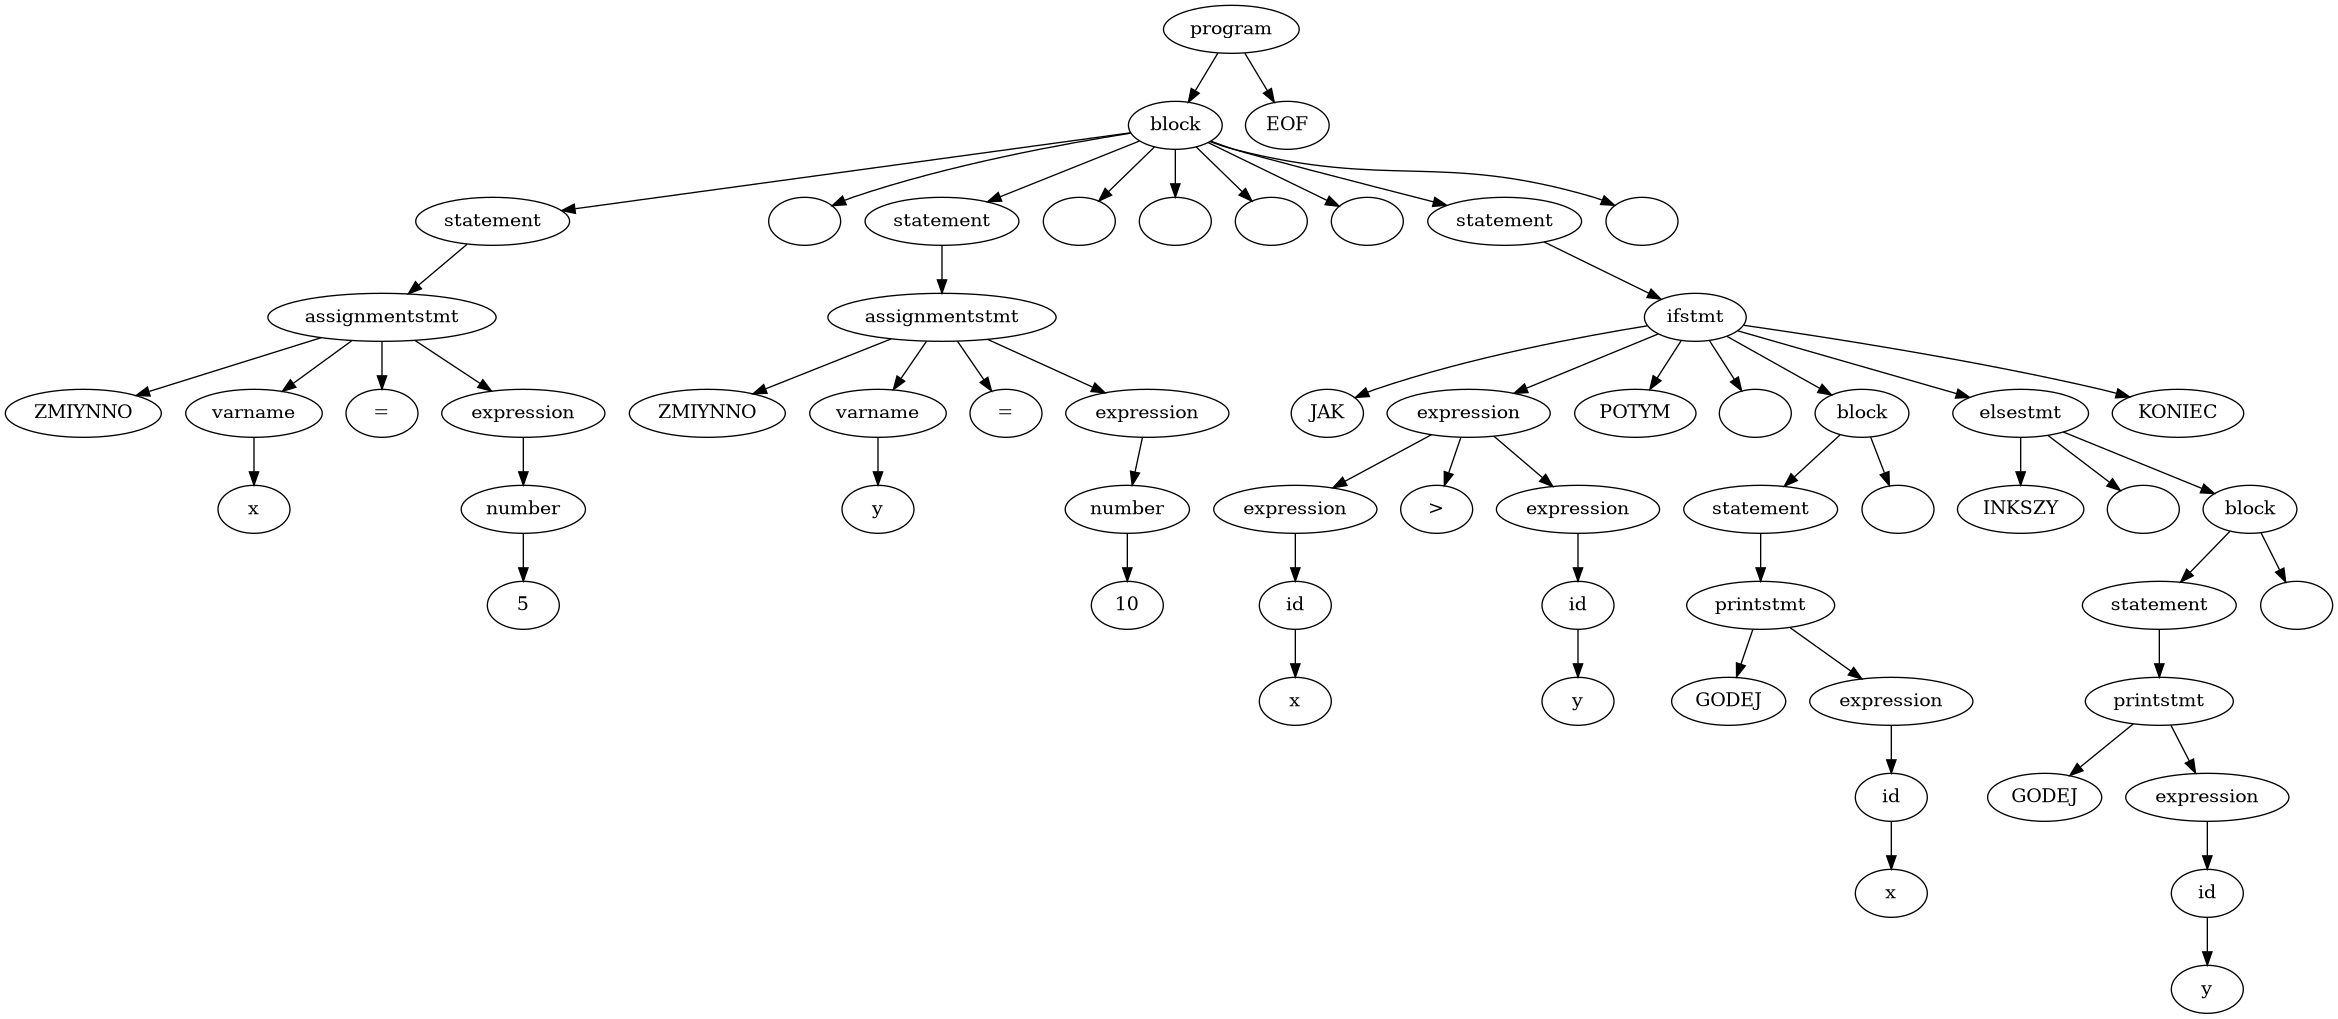 program
block EOF
statement statement statement
assignmentstmt assignmentstmt ifstmt
ZMIYNNO varname = expression ZMIYNNO varname = expression JAK expression POTYM block elsestmt KONIEC
x number y number expression > expression statement INKSZY block
5 10 id id printstmt statement
x y GODEJ expression printstmt
id GODEJ expression
x id
y